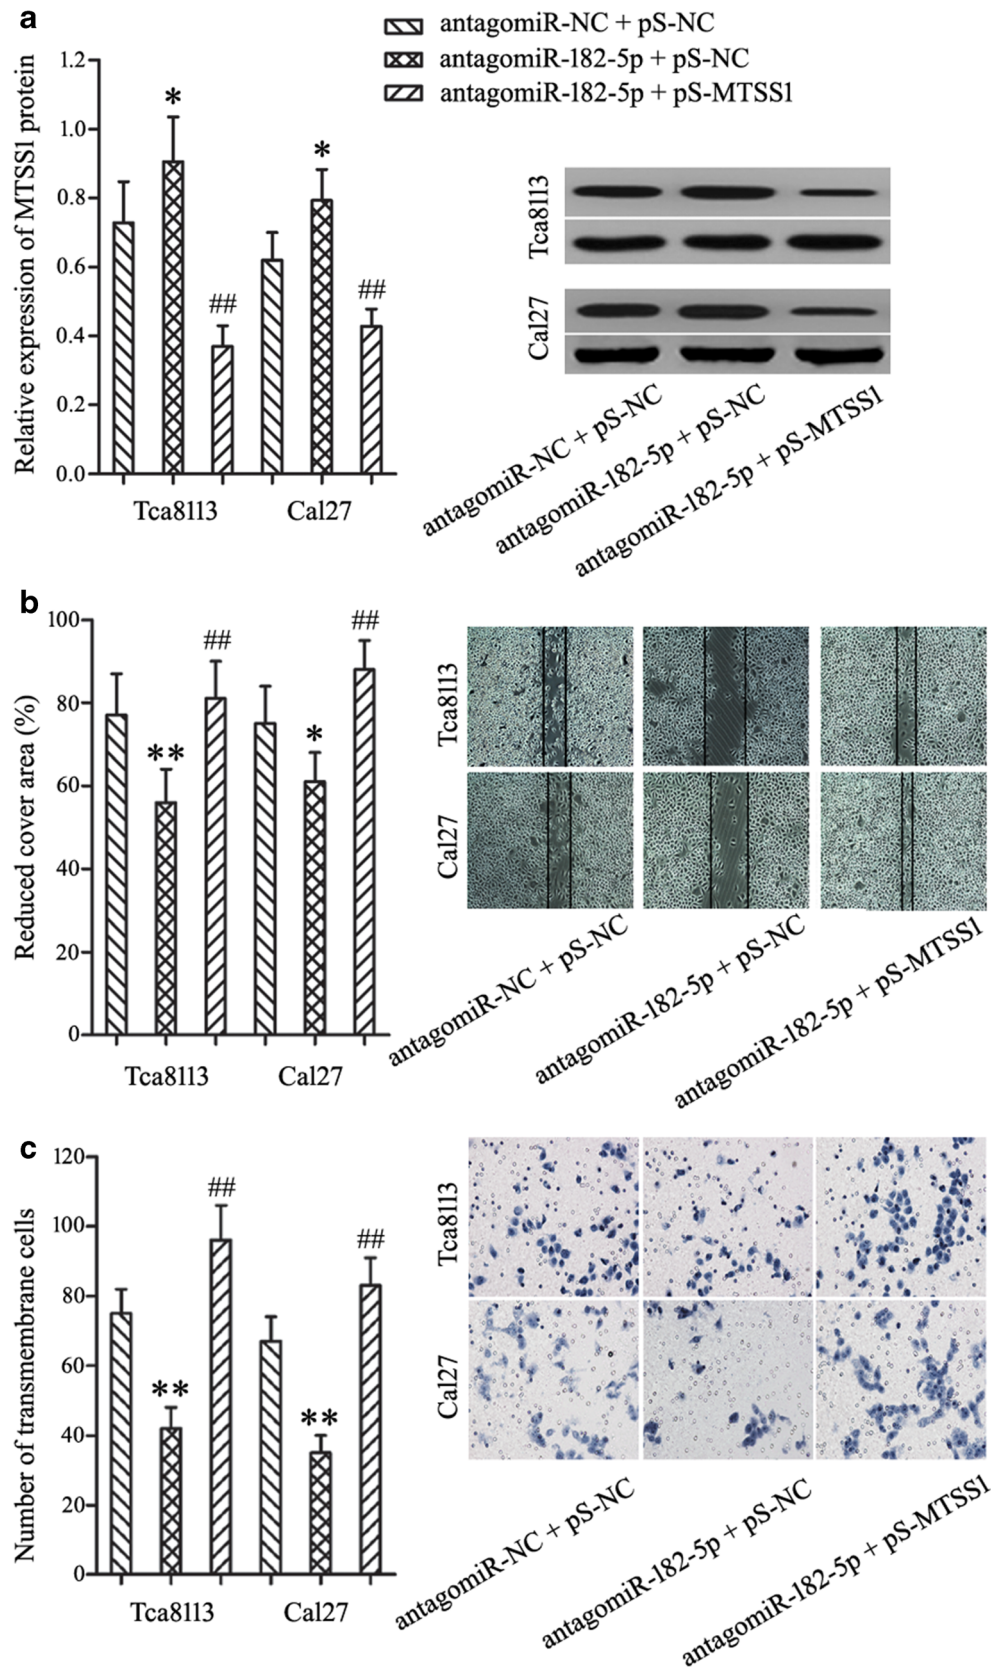 a
antagomiR-NC + pS-NC
antagomiR-182-5p + pS-NC
antagomiR-182-5p + pS-MTSS1
Relative expression of MTSS1 protein
1.2
1.0
0.8
0.6
0.4
0.2
0.0
*
##
*
##
Tca8113
Cal27
Tca8113
Cal27
antagomiR-NC + pS-NC
antagomiR-182-5p + pS-NC
antagomiR-182-5p + pS-MTSS1
b
Reduced cover area (%)
100
80
60
40
20
0
**
##
*
##
Tca8113
Cal27
Tca8113
Cal27
antagomiR-NC + pS-NC
antagomiR-182-5p + pS-NC
antagomiR-182-5p + pS-MTSS1
c
Number of transmembrane cells
120
100
80
60
40
20
0
**
##
**
##
Tca8113
Cal27
Tca8113
Cal27
antagomiR-NC + pS-NC
antagomiR-182-5p + pS-NC
antagomiR-182-5p + pS-MTSS1